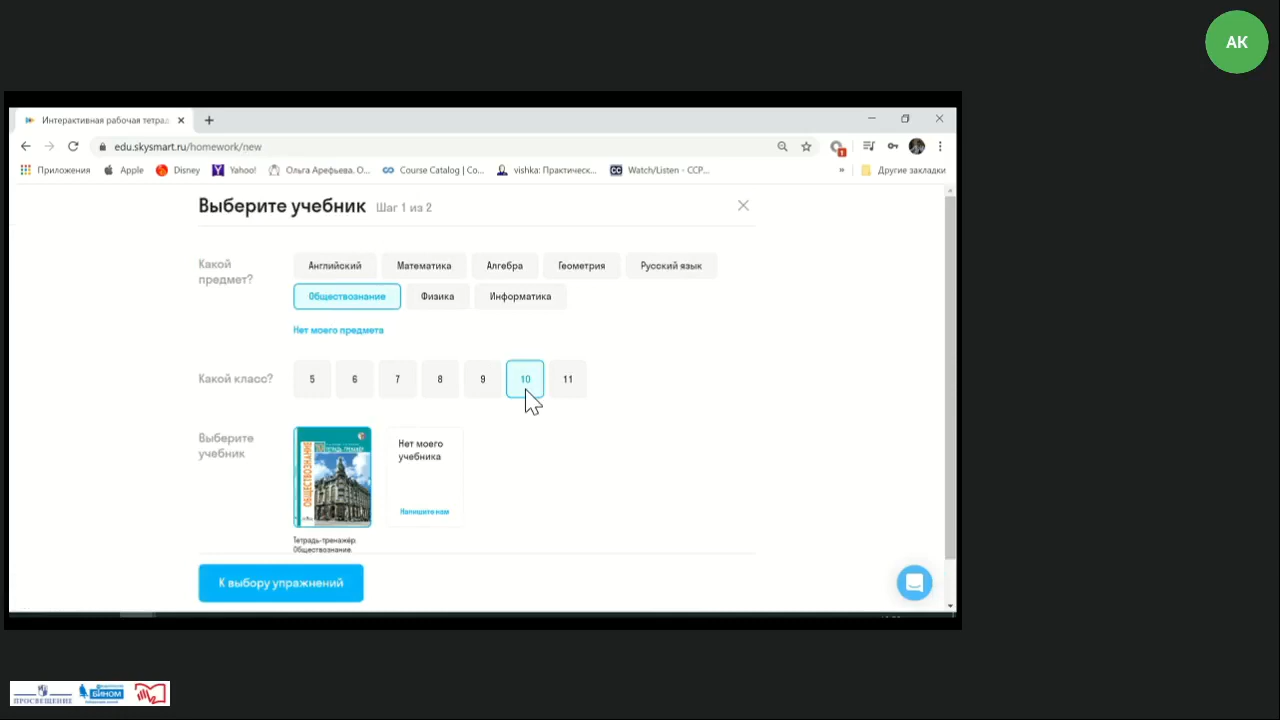 АК
Интерактивная рабочая тетрад
edu.skysmart.ru/homework/new
1
Приложения Apple Disney Yahoo! Ольга Арефьева. О... Course Catalog | Co... vishka: Практическ... Watch/Listen - CCP... » Другие закладки
Выберите учебник Шаг 1 из 2
Какой предмет?
Английский Математика Алгебра Геометрия Русский язык
Обществознание Физика Информатика
Нет моего предмета
Какой класс? 5 6 7 8 9 10 11
Выберите
учебник
ОБЩЕСТВОЗНАНИЕ
Нет моего
учебника
Напишите нам
Тетрадь-тренажёр.
Обществознание.
К выбору упражнений
ПРОСВЕЩЕНИЕ БИНОМ